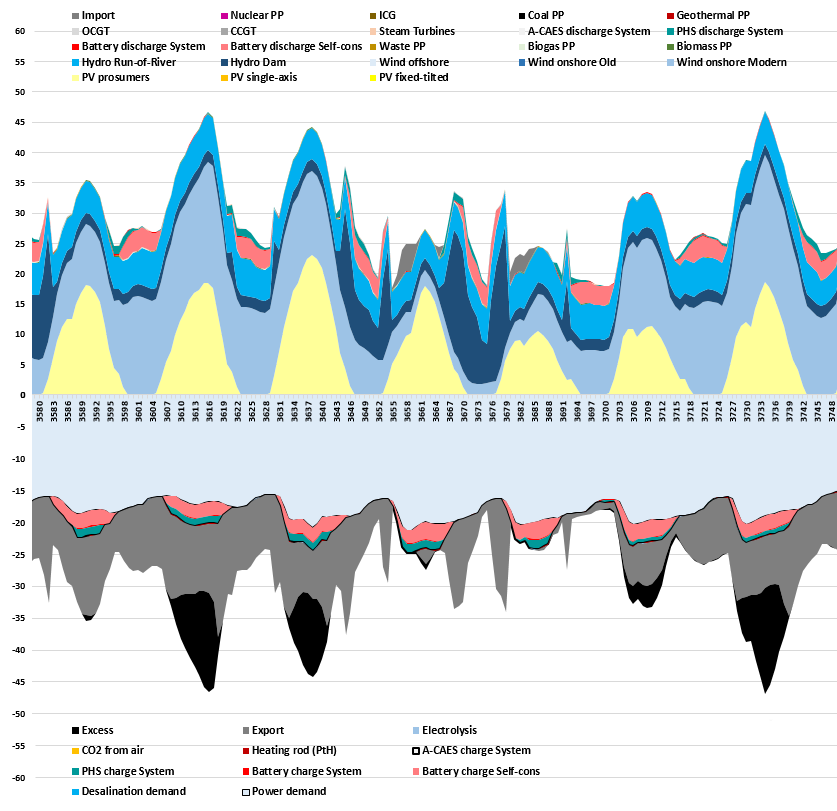 Import Nuclear PP ICG Coal PP Geothermal PP
OCGT CCGT Steam Turbines A-CAES discharge System PHS discharge System
Battery discharge System Battery discharge Self-cons Waste PP Biogas PP Biomass PP
Hydro Run-of-River Hydro Dam Wind offshore Wind onshore Old Wind onshore Modern
PV prosumers PV single-axis PV fixed-tilted
60
55
50
45
40
35
30
25
20
15
10
5
0
3580 3583 3586 3589 3592 3595 3598 3601 3604 3607 3610 3613 3616 3619 3622 3625 3628 3631 3634 3637 3640 3643 3646 3649 3652 3655 3658 3661 3664 3667 3670 3673 3676 3679 3682 3685 3688 3691 3694 3697 3700 3703 3706 3709 3712 3715 3718 3721 3724 3727 3730 3733 3736 3739 3742 3745 3748
-5
-10
-15
-20
-25
-30
-35
-40
-45
-50
-55
-60
Excess Export Electrolysis
CO2 from air Heating rod (PtH) A-CAES charge System
PHS charge System Battery charge System Battery charge Self-cons
Desalination demand Power demand